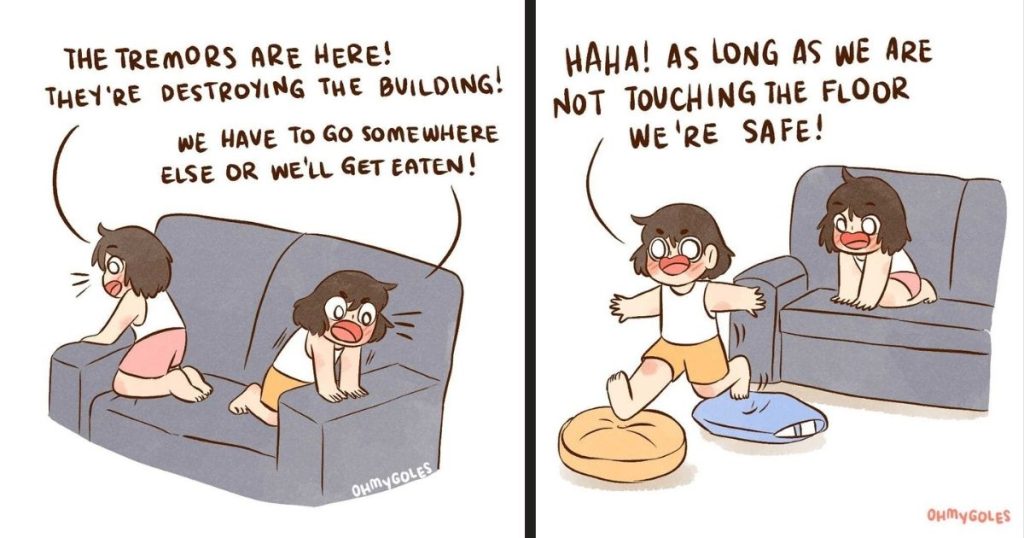 THE TREMORS ARE HERE!
THEY'RE DESTROYING THE BUILDING!
WE HAVE TO GO SOMEWHERE
ELSE OR WE'LL GET EATEN!
OHMYGOLES
HAHA! AS LONG AS WE ARE
NOT TOUCHING THE FLOOR
WE'RE SAFE!
OHMYGOLES